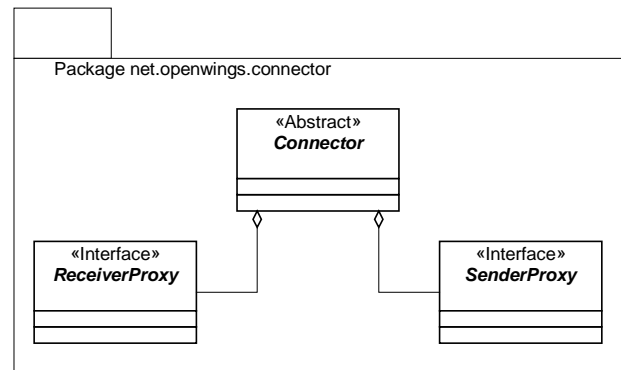 Package net.openwings.connector
«Abstract»
Connector
«Interface»
ReceiverProxy
«Interface»
SenderProxy